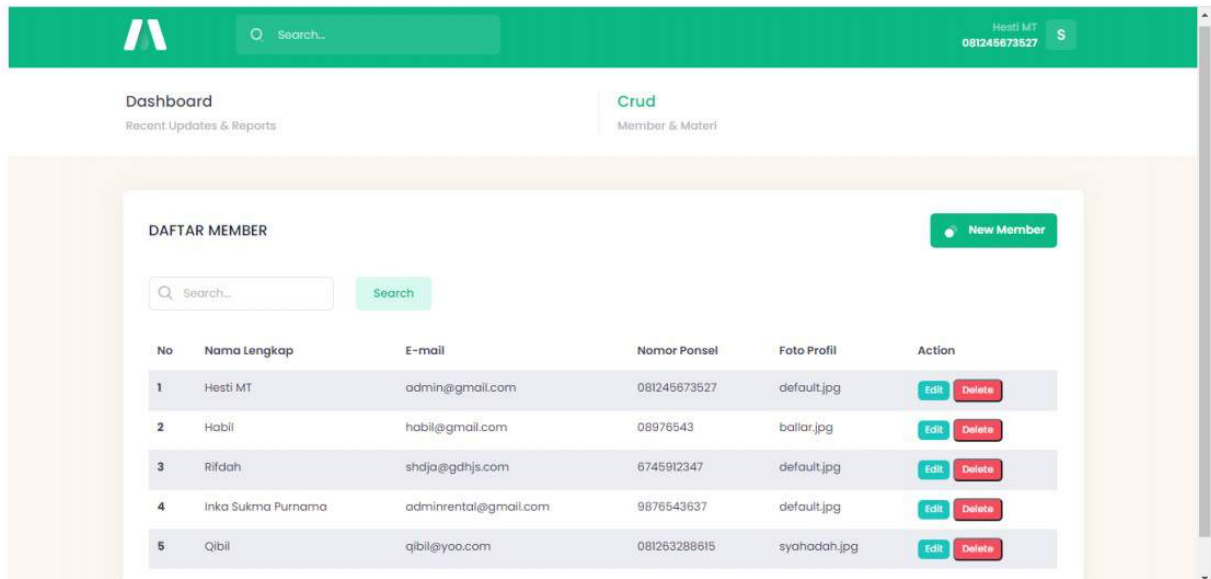 Search...
Hesti MT
081245673527
S
Dashboard
Recent Updates & Reports
Crud
Member & Materi
DAFTAR MEMBER
New Member
Search...
Search
No Nama Lengkap E-mail Nomor Ponsel Foto Profil Action
1 Hesti MT admin@gmail.com 081245673527 default.jpg Edit Delete
2 Habil habil@gmail.com 08976543 ballar.jpg Edit Delete
3 Rifdah shdja@gdhjs.com 6745912347 default.jpg Edit Delete
4 Inka Sukma Purnama adminrental@gmail.com 9876543637 default.jpg Edit Delete
5 Qibil qibil@yoo.com 081263288615 syahadah.jpg Edit Delete